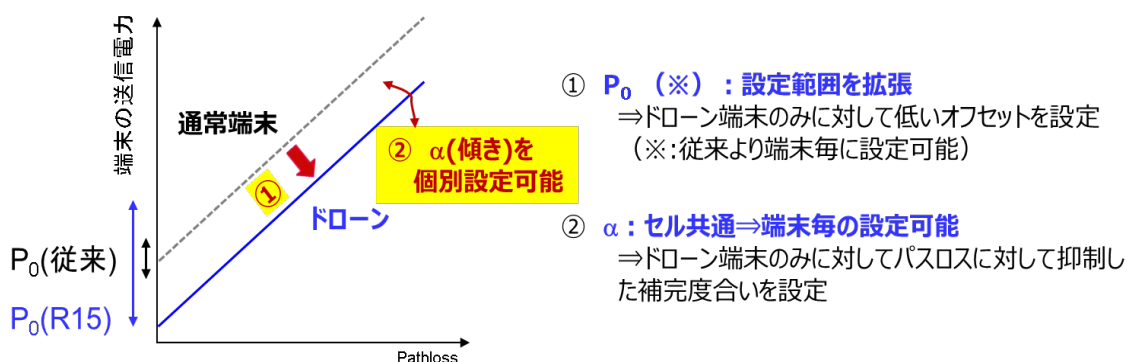 端末の送信電力
通常端末
①
② α(傾き)を
個別設定可能
ドローン
P₀(従来)
P₀(R15)
Pathloss
① P₀ (※):設定範囲を拡張
⇒ドローン端末のみに対して低いオフセットを設定
(※:従来より端末毎に設定可能)
② α:セル共通⇒端末毎の設定可能
⇒ドローン端末のみに対してパスロスに対して抑制し
た補完度合いを設定